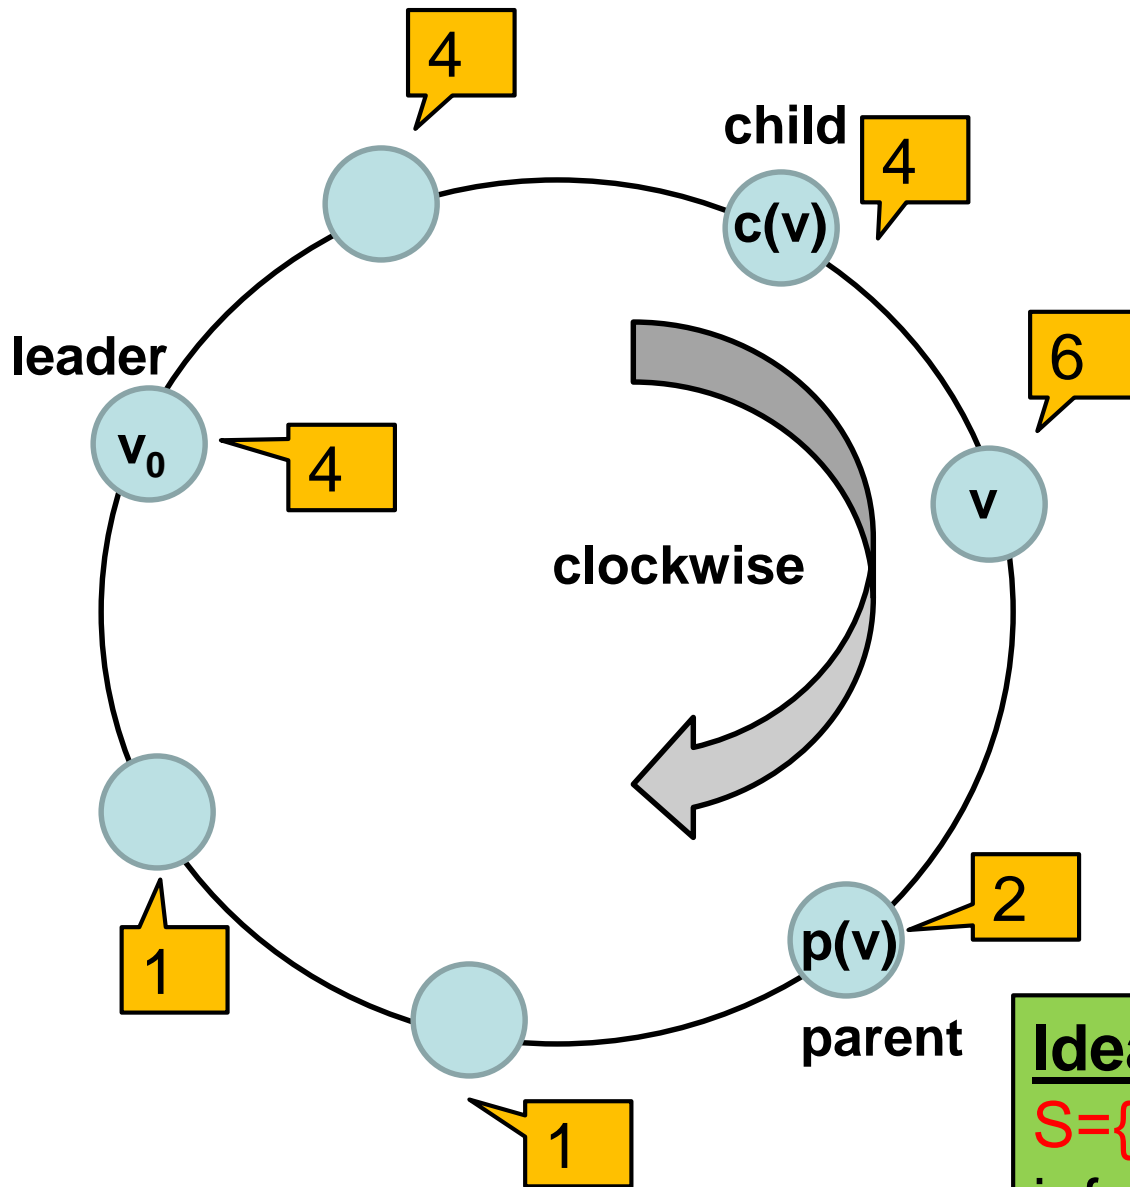 4
child
4
c(v)
6
leader
v₀
4
v
clockwise
2
p(v)
1
parent
1
S={